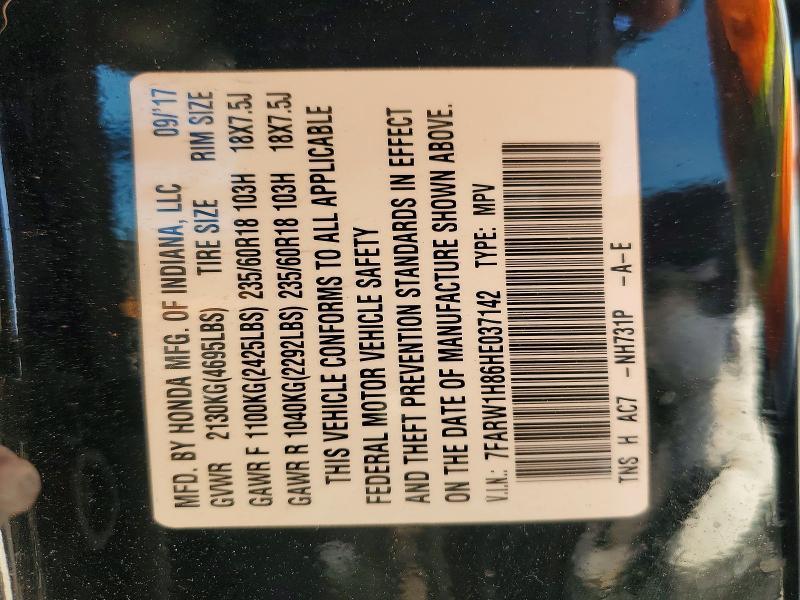 MFD. BY HONDA MFG. OF INDIANA, LLC 09/'17
GVWR 2130KG(4695LBS) TIRE SIZE RIM SIZE
GAWR F 1100KG(2425LBS) 235/60R18 103H 18X7.5J
GAWR R 1040KG(2292LBS) 235/60R18 103H 18X7.5J
THIS VEHICLE CONFORMS TO ALL APPLICABLE
FEDERAL MOTOR VEHICLE SAFETY
AND THEFT PREVENTION STANDARDS IN EFFECT
ON THE DATE OF MANUFACTURE SHOWN ABOVE.
V.I.N.: 7FARW1H86HE037142 TYPE: MPV
TNS H AC7 -NH731P -A-E